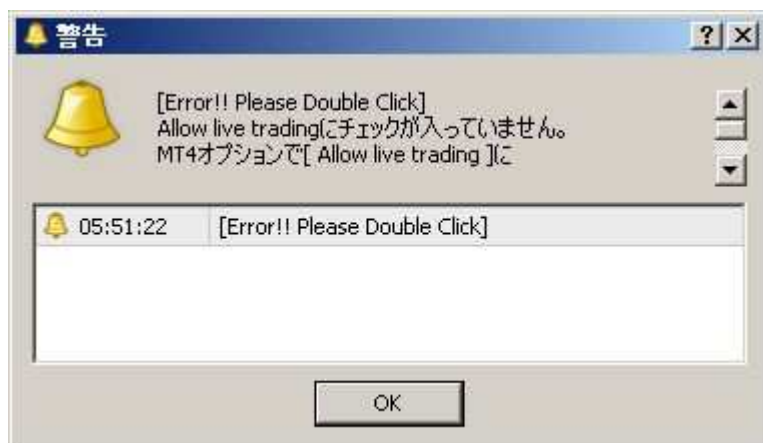 警告
[Error!! Please Double Click]
Allow live tradingにチェックが入っていません。
MT4オプションで[ Allow live trading ]に
05:51:22 [Error!! Please Double Click]
OK